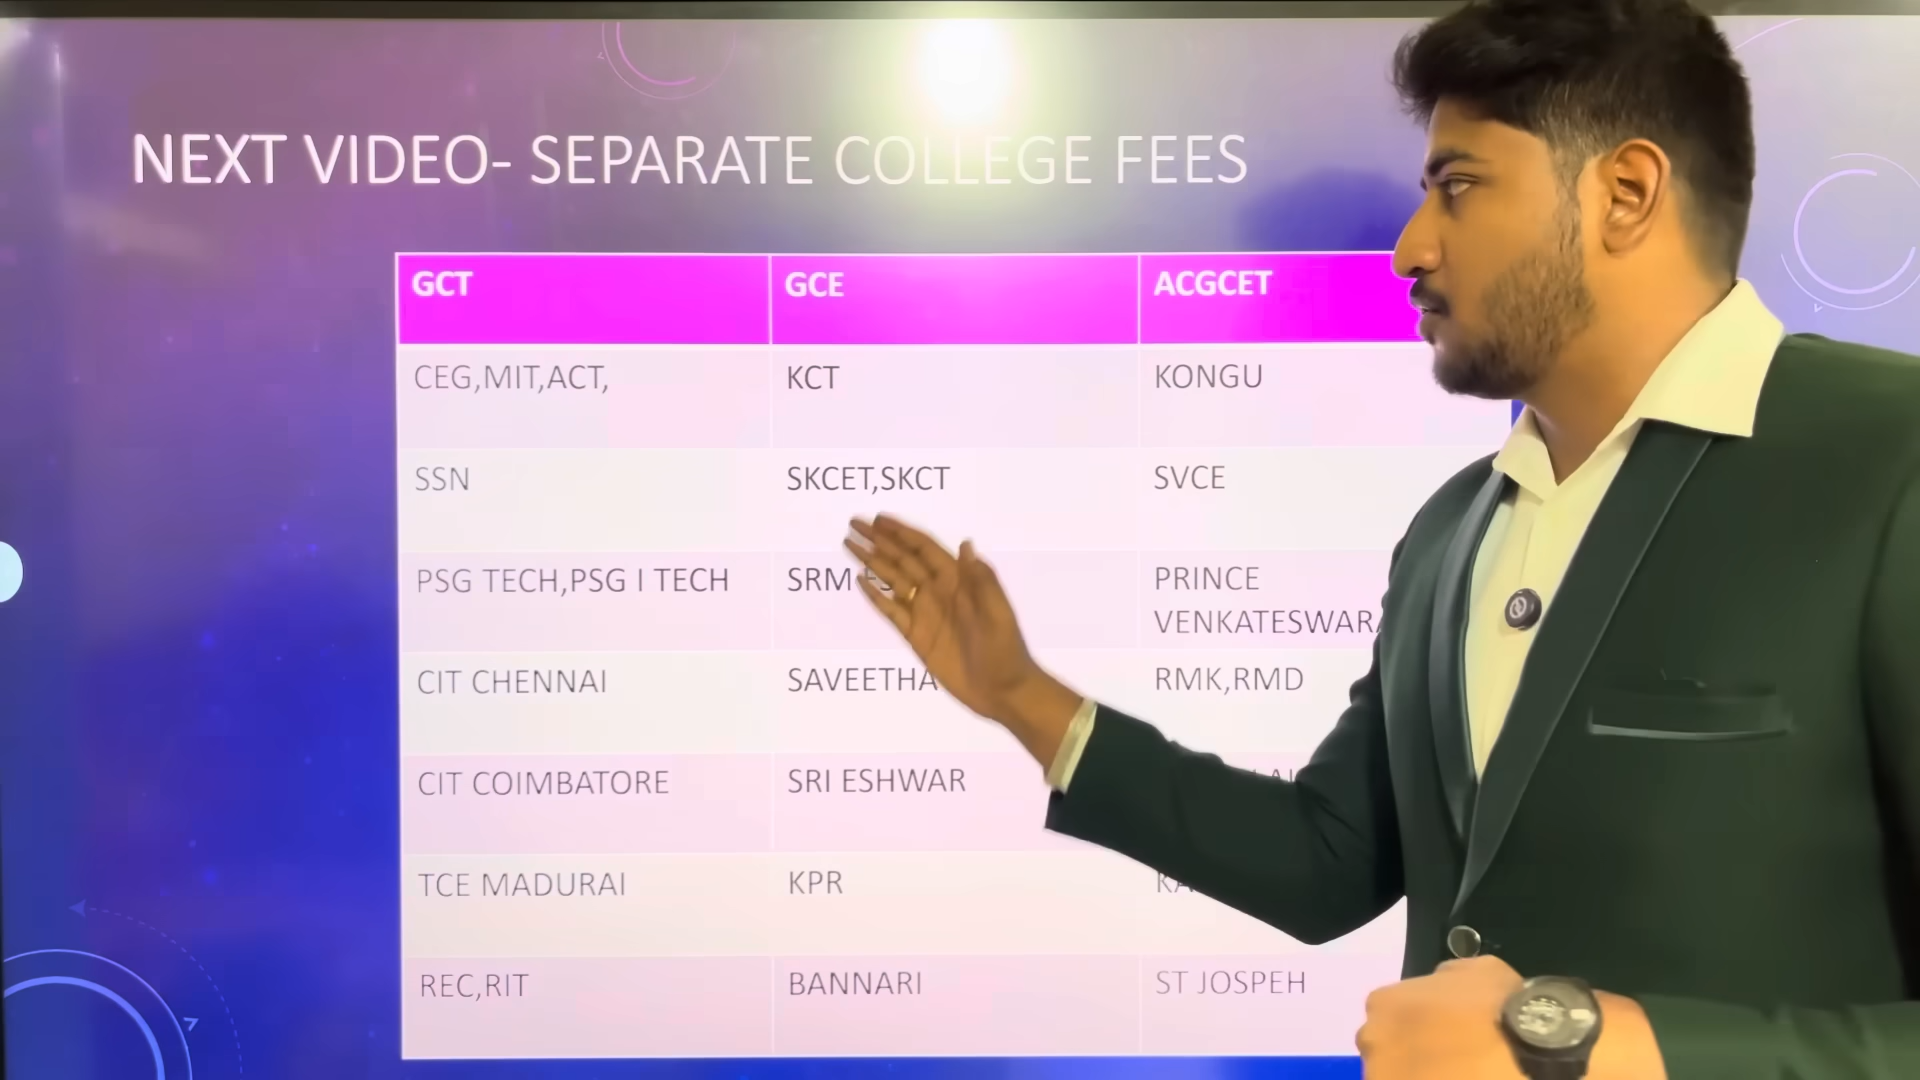 NEXT VIDEO- SEPARATE COLLEGE FEES
GCT GCE ACGCET
CEG,MIT,ACT, KCT KONGU
SSN SKCET,SKCT SVCE
PSG TECH,PSG I TECH SRM PRINCE
VENKATESWARA
CIT CHENNAI SAVEETHA RMK,RMD
CIT COIMBATORE SRI ESHWAR
TCE MADURAI KPR
REC,RIT BANNARI ST JOSPEH